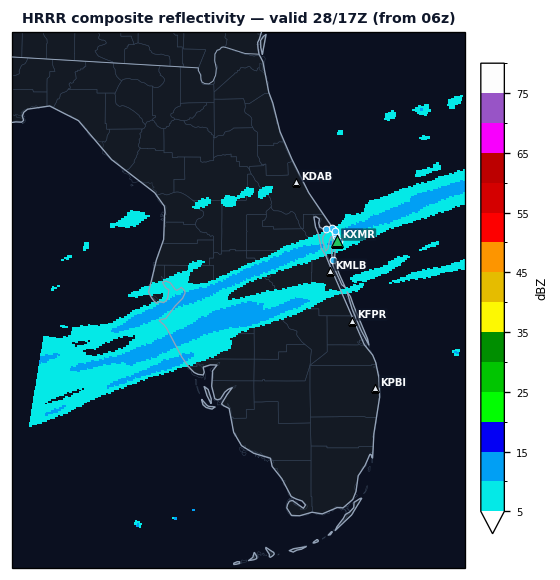 HRRR composite reflectivity — valid 28/17Z (from 06z)
KDAB
KXMR
KMLB
KFPR
KPBI
75
65
55
45
35
25
15
5
dBZ